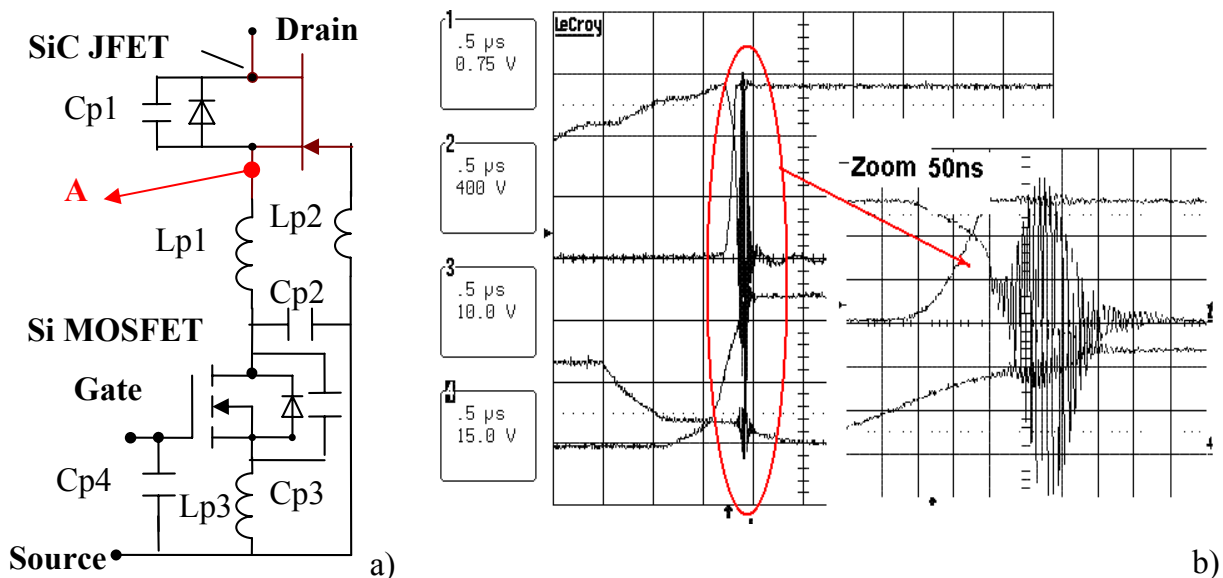 SiC JFET
Drain
Cp1
A
Lp1
Lp2
Cp2
Si MOSFET
Gate
Cp4
Lp3
Cp3
Source
a)
1
.5 µs
0.75 V
2
.5 µs
400 V
3
.5 µs
10.0 V
4
.5 µs
15.0 V
LeCroy
Zoom 50ns
4
b)